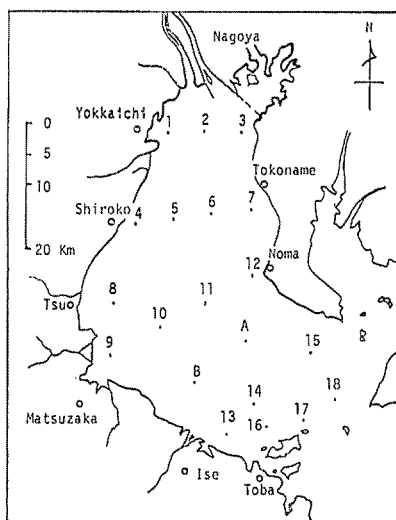 Nagoya
N
0
Yokkaichi
1 2 3
5
10
Tokoname
Shiroko
4 5 6 7
20 Km
12 Noma
Tsu
8 11
10
A
9 15
B
18
Matsuzaka
14
13 16 17
Ise
Toba